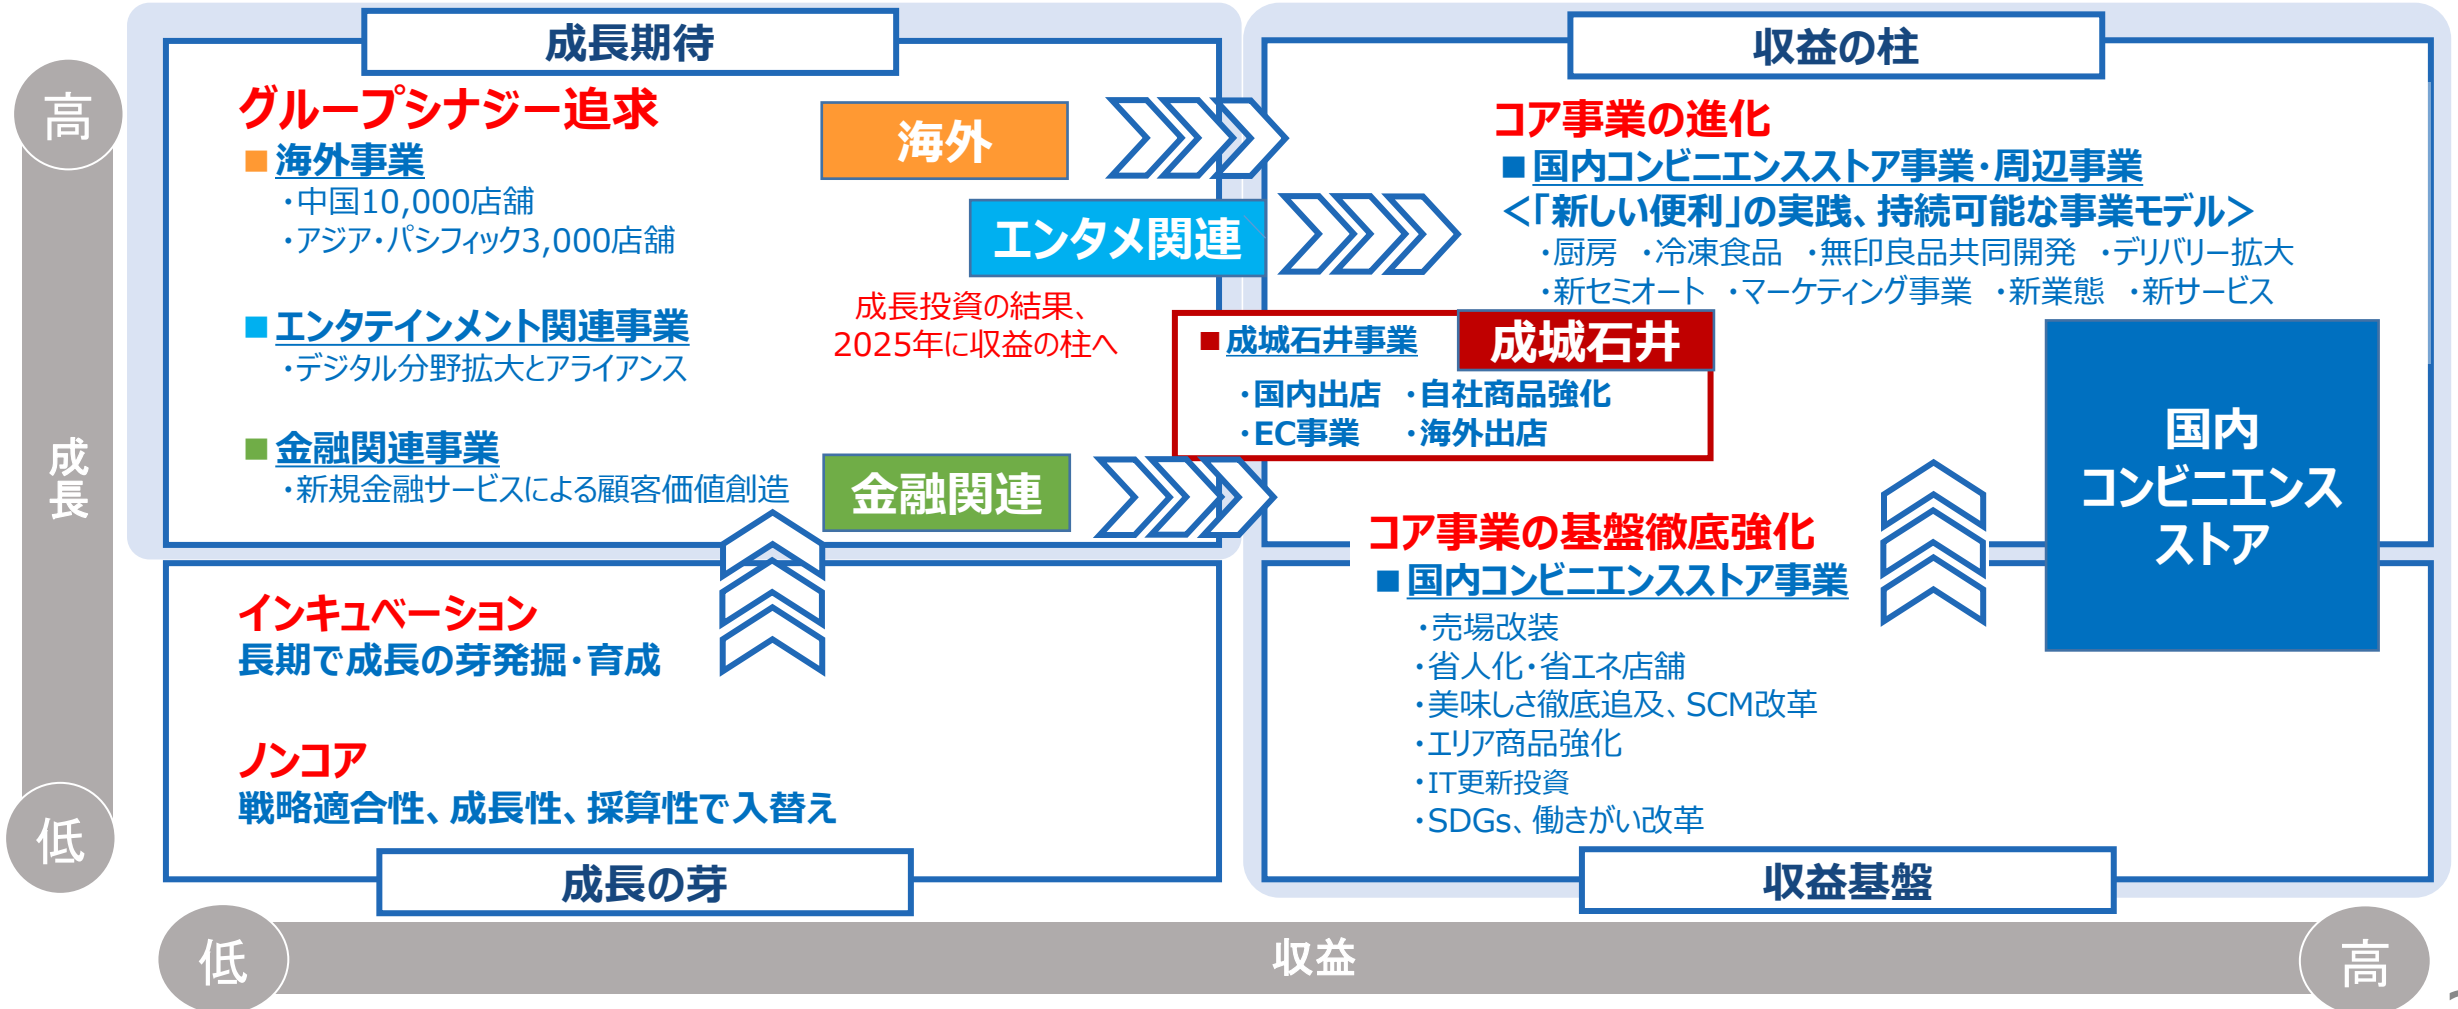 成長期待
高
成長
低
グループシナジー追求
■海外事業
・中国10,000店舗
・アジア・パシフィック3,000店舗
■エンタテインメント関連事業
・デジタル分野拡大とアライアンス
■金融関連事業
・新規金融サービスによる顧客価値創造
海外
エンタメ関連
成長投資の結果、
2025年に収益の柱へ
金融関連
収益の柱
コア事業の進化
■国内コンビニエンスストア事業・周辺事業
<「新しい便利」の実践、持続可能な事業モデル>
・厨房 ・冷凍食品 ・無印良品共同開発 ・デリバリー拡大
・新セミオート ・マーケティング事業 ・新業態 ・新サービス
■成城石井事業
成城石井
・国内出店 ・自社商品強化
・EC事業 ・海外出店
国内
コンビニエンス
ストア
インキュベーション
長期で成長の芽発掘・育成
ノンコア
戦略適合性、成長性、採算性で入替え
成長の芽
コア事業の基盤徹底強化
■国内コンビニエンスストア事業
・売場改装
・省人化・省エネ店舗
・美味しさ徹底追及、SCM改革
・エリア商品強化
・IT更新投資
・SDGs、働きがい改革
収益基盤
低
収益
高